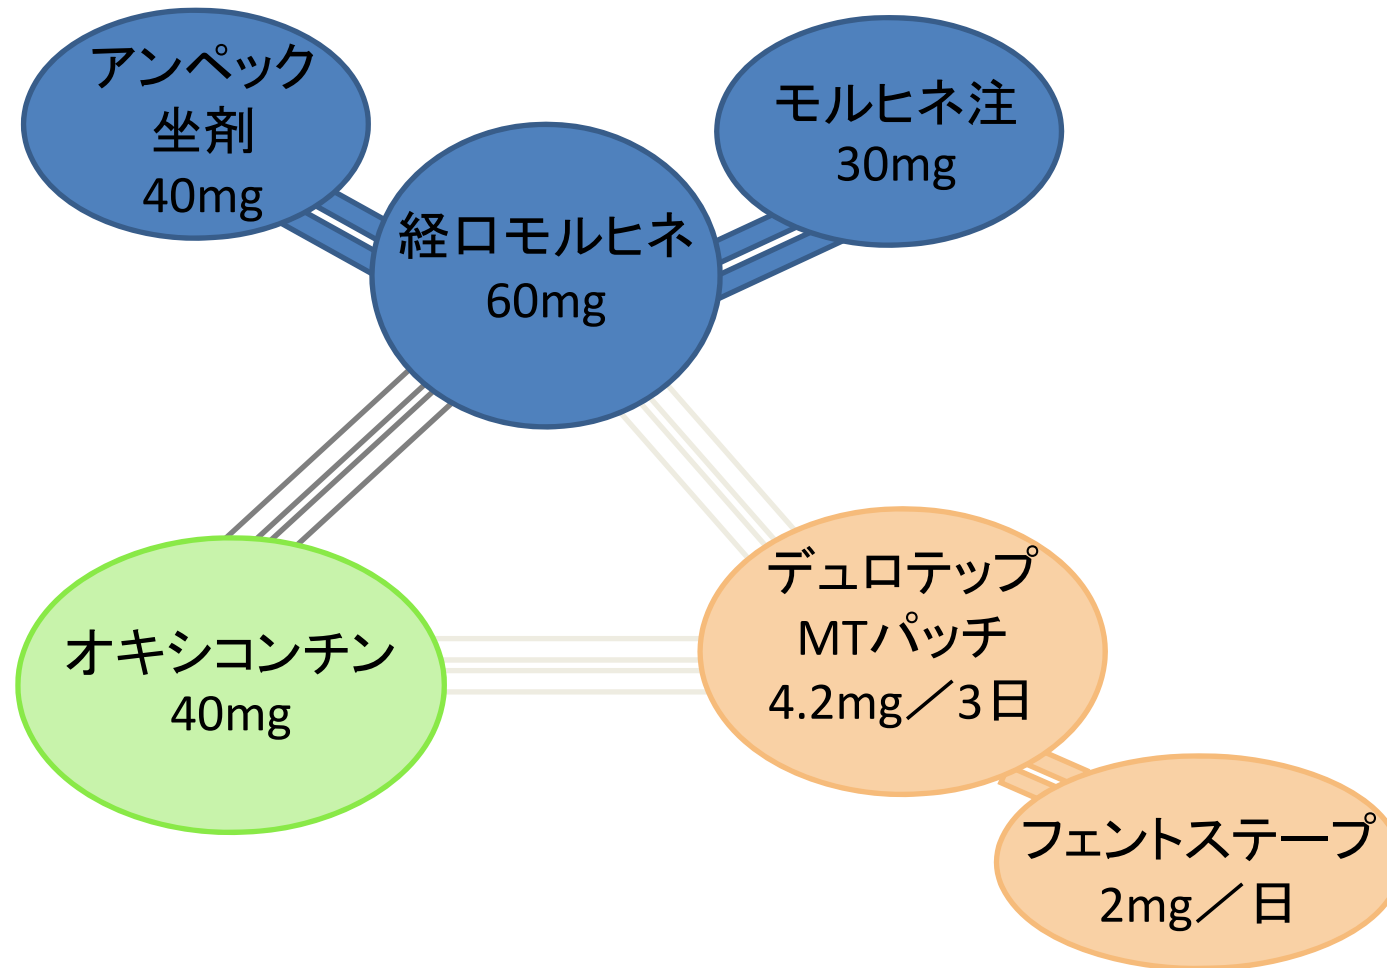 アンペック
坐剤
40mg
モルヒネ注
30mg
経口モルヒネ
60mg
オキシコンチン
40mg
デュロテップ
MTパッチ
4.2mg／3日
フェントステープ
2mg／日